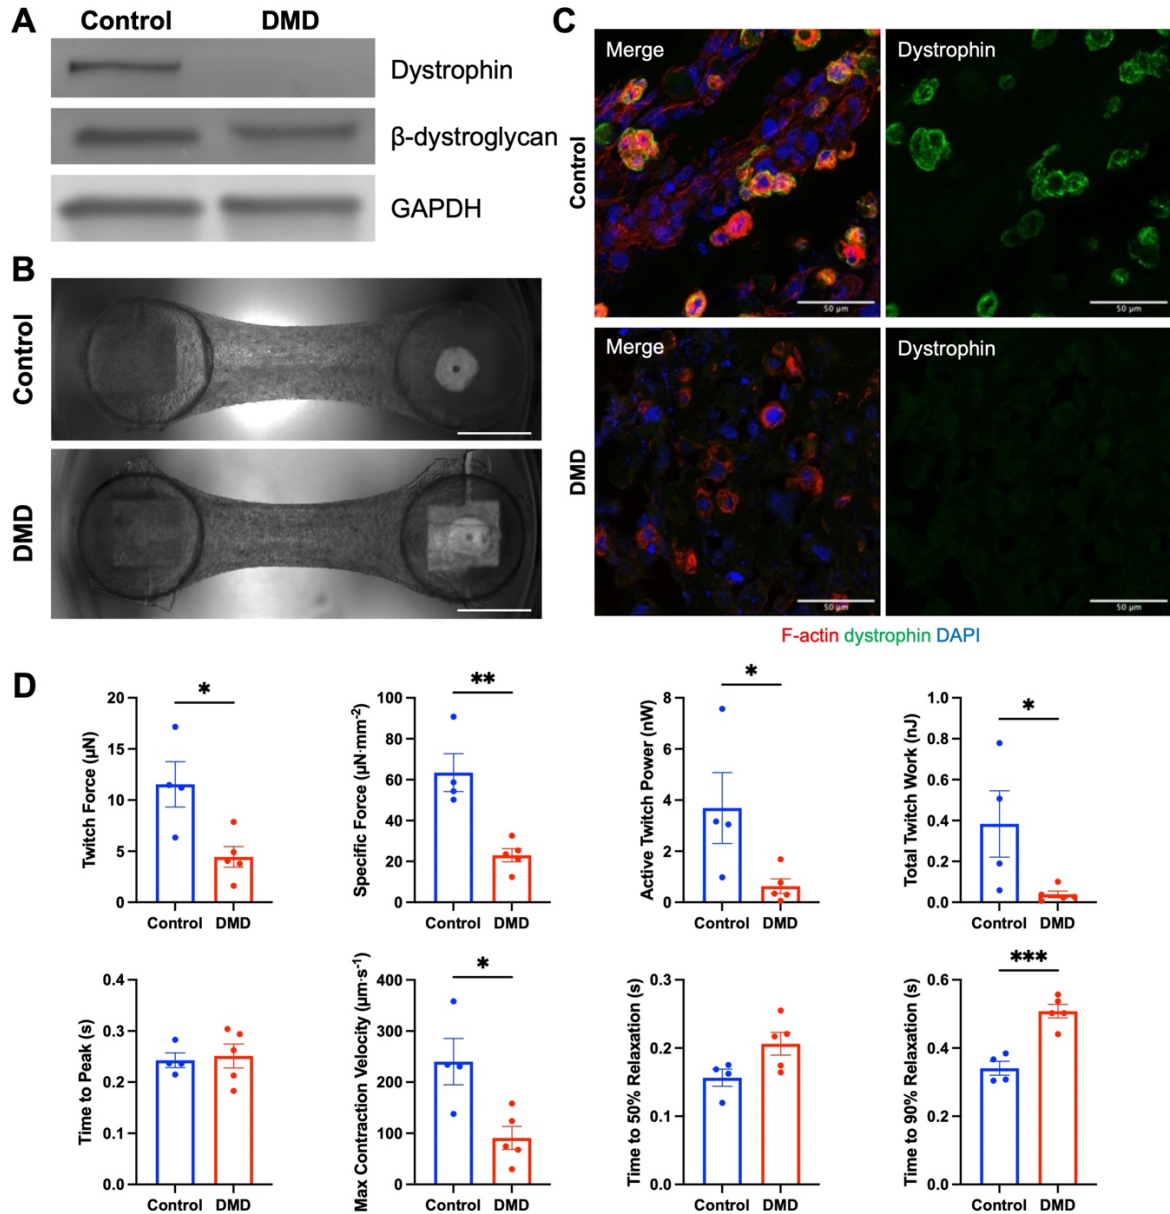 A
Control DMD
Dystrophin
β-dystroglycan
GAPDH
B
Control
DMD
C
Control
Merge
Dystrophin
50 µm
50 µm
DMD
Merge
Dystrophin
50 µm
50 µm
F-actin dystrophin DAPI
D
Twitch Force (µN)
20
15
10
5
0
*
Control DMD
Specific Force (µN·mm-2)
100
80
60
40
20
0
**
Control DMD
Active Twitch Power (nW)
8
6
4
2
0
*
Control DMD
Total Twitch Work (nJ)
1.0
0.8
0.6
0.4
0.2
0.0
*
Control DMD
Time to Peak (s)
0.4
0.3
0.2
0.1
0.0
Control DMD
Max Contraction Velocity (µm·s-1)
400
300
200
100
0
*
Control DMD
Time to 50% Relaxation (s)
0.3
0.2
0.1
0.0
Control DMD
Time to 90% Relaxation (s)
0.6
0.4
0.2
0.0
***
Control DMD